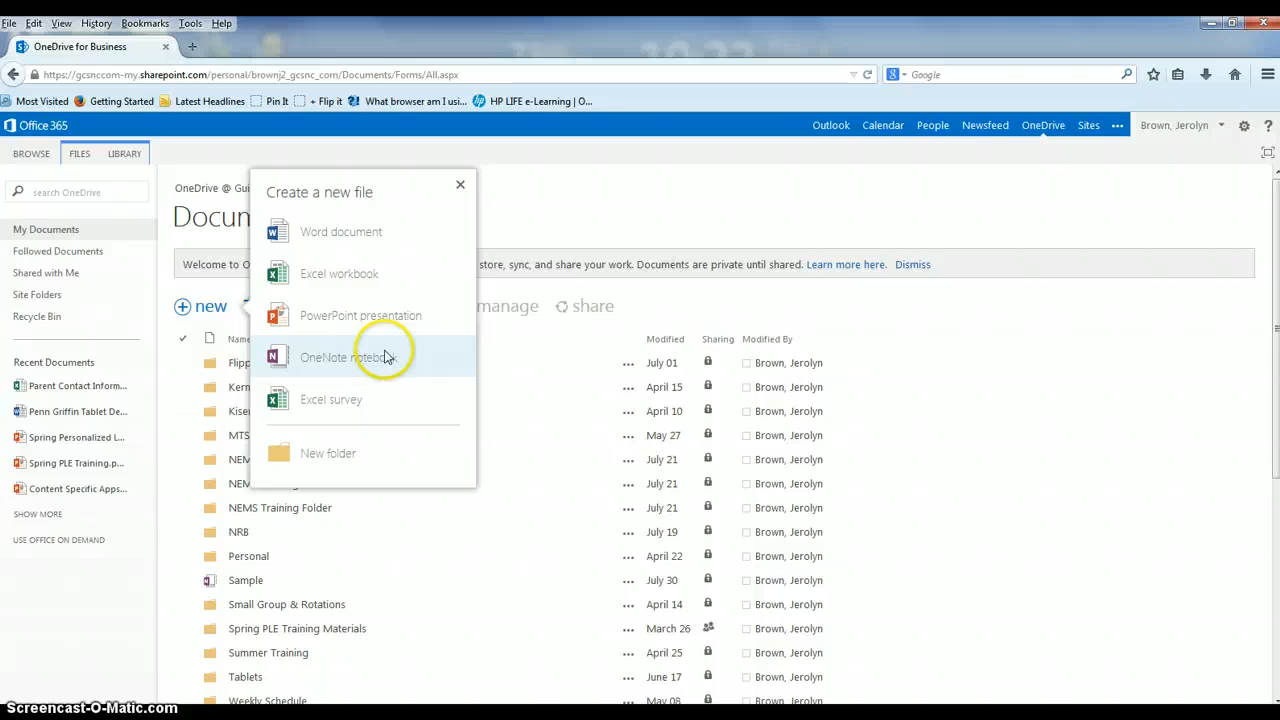 File Edit View History Bookmarks Tools Help
OneDrive for Business
https://gcsnccom-my.sharepoint.com/personal/brownj2_gcsnc_com/Documents/Forms/All.aspx
Google
Most Visited Getting Started Latest Headlines Pin It + Flip it What browser am I usi... HP LIFE e-Learning | O...
Office 365 Outlook Calendar People Newsfeed OneDrive Sites ••• Brown, Jerolyn ?
BROWSE FILES LIBRARY
search OneDrive
My Documents
Followed Documents
Shared with Me
Site Folders
Recycle Bin
Recent Documents
Parent Contact Inform...
Penn Griffin Tablet De...
Spring Personalized L...
Spring PLE Training.p...
Content Specific Apps...
SHOW MORE
USE OFFICE ON DEMAND
OneDrive @ Gui
Docum
Welcome to O store, sync, and share your work. Documents are private until shared. Learn more here. Dismiss
new manage share
Create a new file
Word document
Excel workbook
PowerPoint presentation
OneNote notebook
Excel survey
New folder
Name Modified Sharing Modified By
Flipp ... July 01 Brown, Jerolyn
Kern ... April 15 Brown, Jerolyn
Kiser ... April 10 Brown, Jerolyn
MTS ... May 27 Brown, Jerolyn
NEM ... July 21 Brown, Jerolyn
NEM ... July 21 Brown, Jerolyn
NEMS Training Folder ... July 21 Brown, Jerolyn
NRB ... July 19 Brown, Jerolyn
Personal ... April 22 Brown, Jerolyn
Sample ... July 30 Brown, Jerolyn
Small Group & Rotations ... April 14 Brown, Jerolyn
Spring PLE Training Materials ... March 26 Brown, Jerolyn
Summer Training ... April 25 Brown, Jerolyn
Tablets ... June 17 Brown, Jerolyn
Weekly Schedule ... May 08 Brown, Jerolyn
Screencast-O-Matic.com